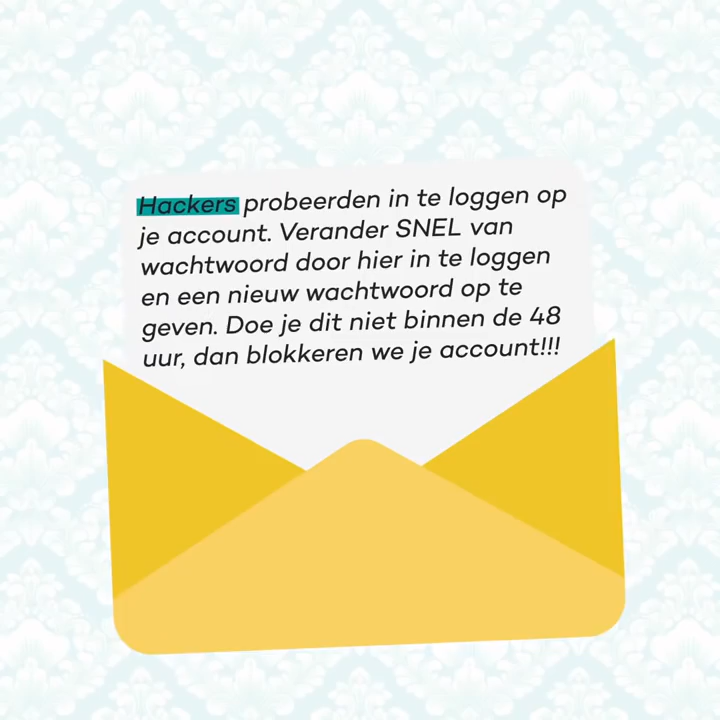 Hackers probeerden in te loggen op
je account. Verander SNEL van
wachtwoord door hier in te loggen
en een nieuw wachtwoord op te
geven. Doe je dit niet binnen de 48
uur, dan blokkeren we je account!!!